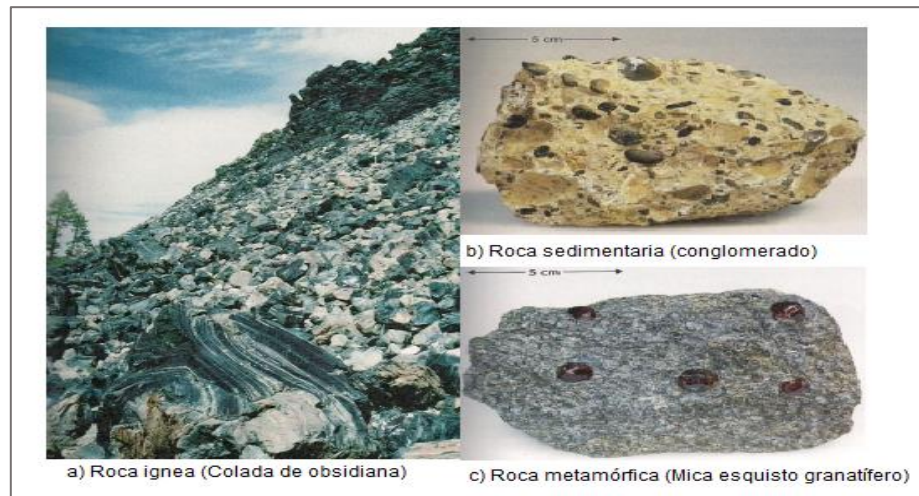 5 cm
b) Roca sedimentaria (conglomerado)
5 cm
a) Roca ignea (Colada de obsidiana)
c) Roca metamórfica (Mica esquisto granatífero)